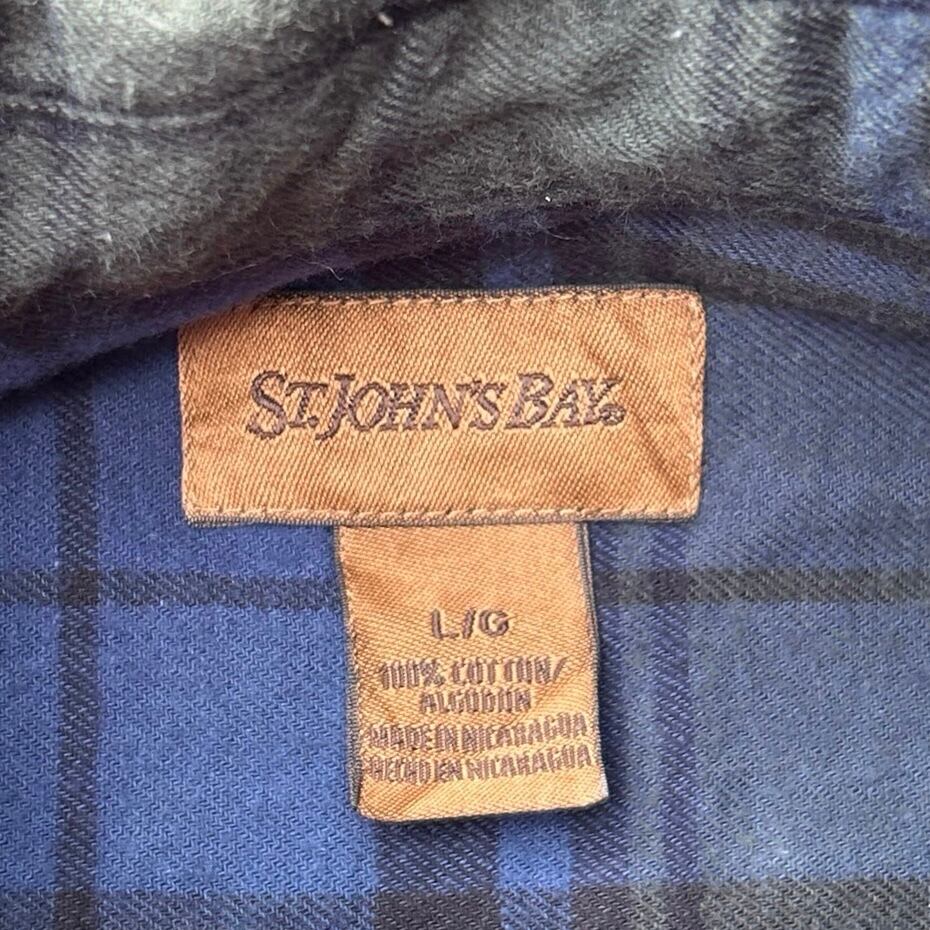 ST. JOHN'S BAY®
L/G
100% COTTON/
ALGODON
MADE IN NICARAGUA
HECHO EN NICARAGUA